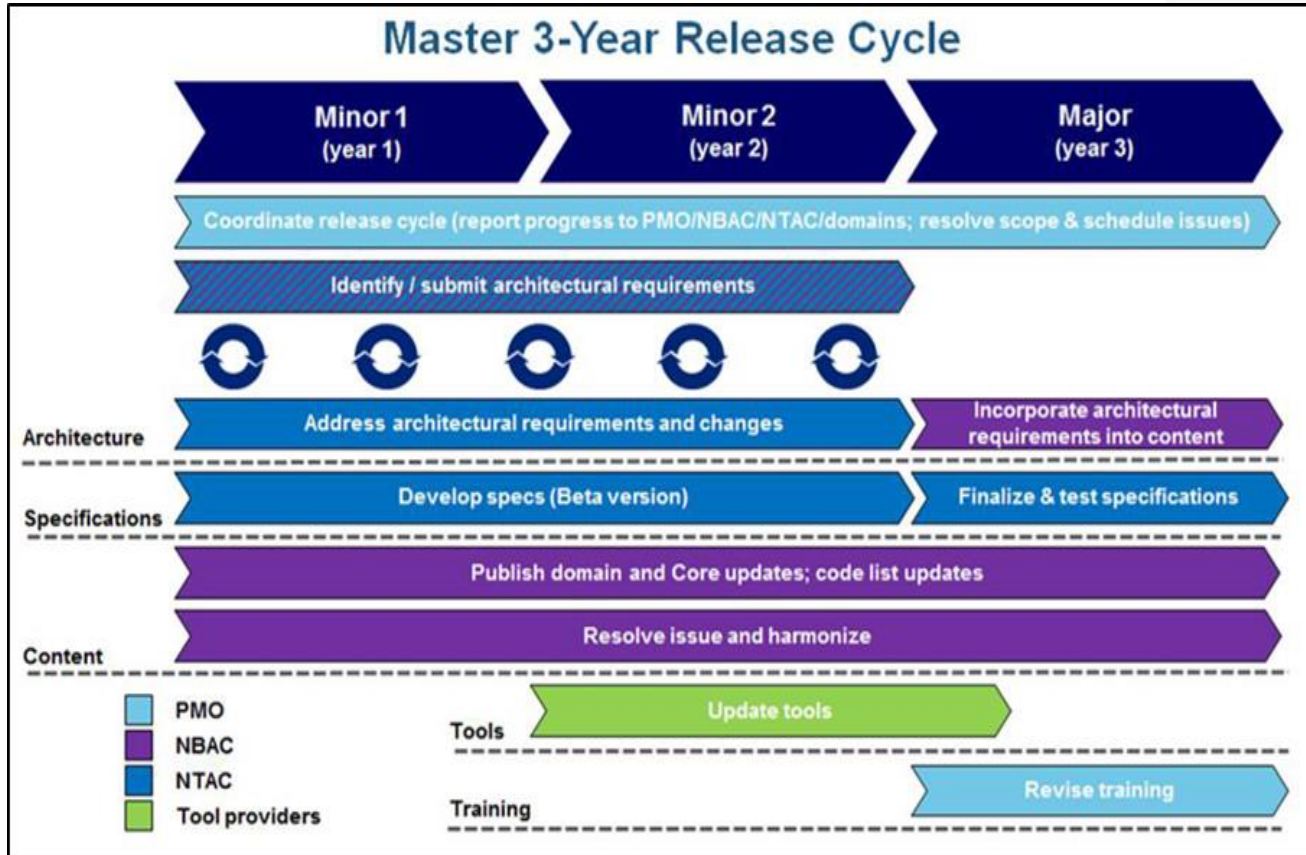 Master 3-Year Release Cycle
Minor 1
(year 1)
Minor 2
(year 2)
Major
(year 3)
Coordinate release cycle (report progress to PMO/NBAC/NTAC/domains; resolve scope & schedule issues)
Identify / submit architectural requirements
Architecture
Address architectural requirements and changes
Incorporate architectural
requirements into content
Specifications
Develop specs (Beta version)
Finalize & test specifications
Publish domain and Core updates; code list updates
Resolve issue and harmonize
Content
PMO
NBAC
NTAC
Tool providers
Tools
Update tools
Training
Revise training